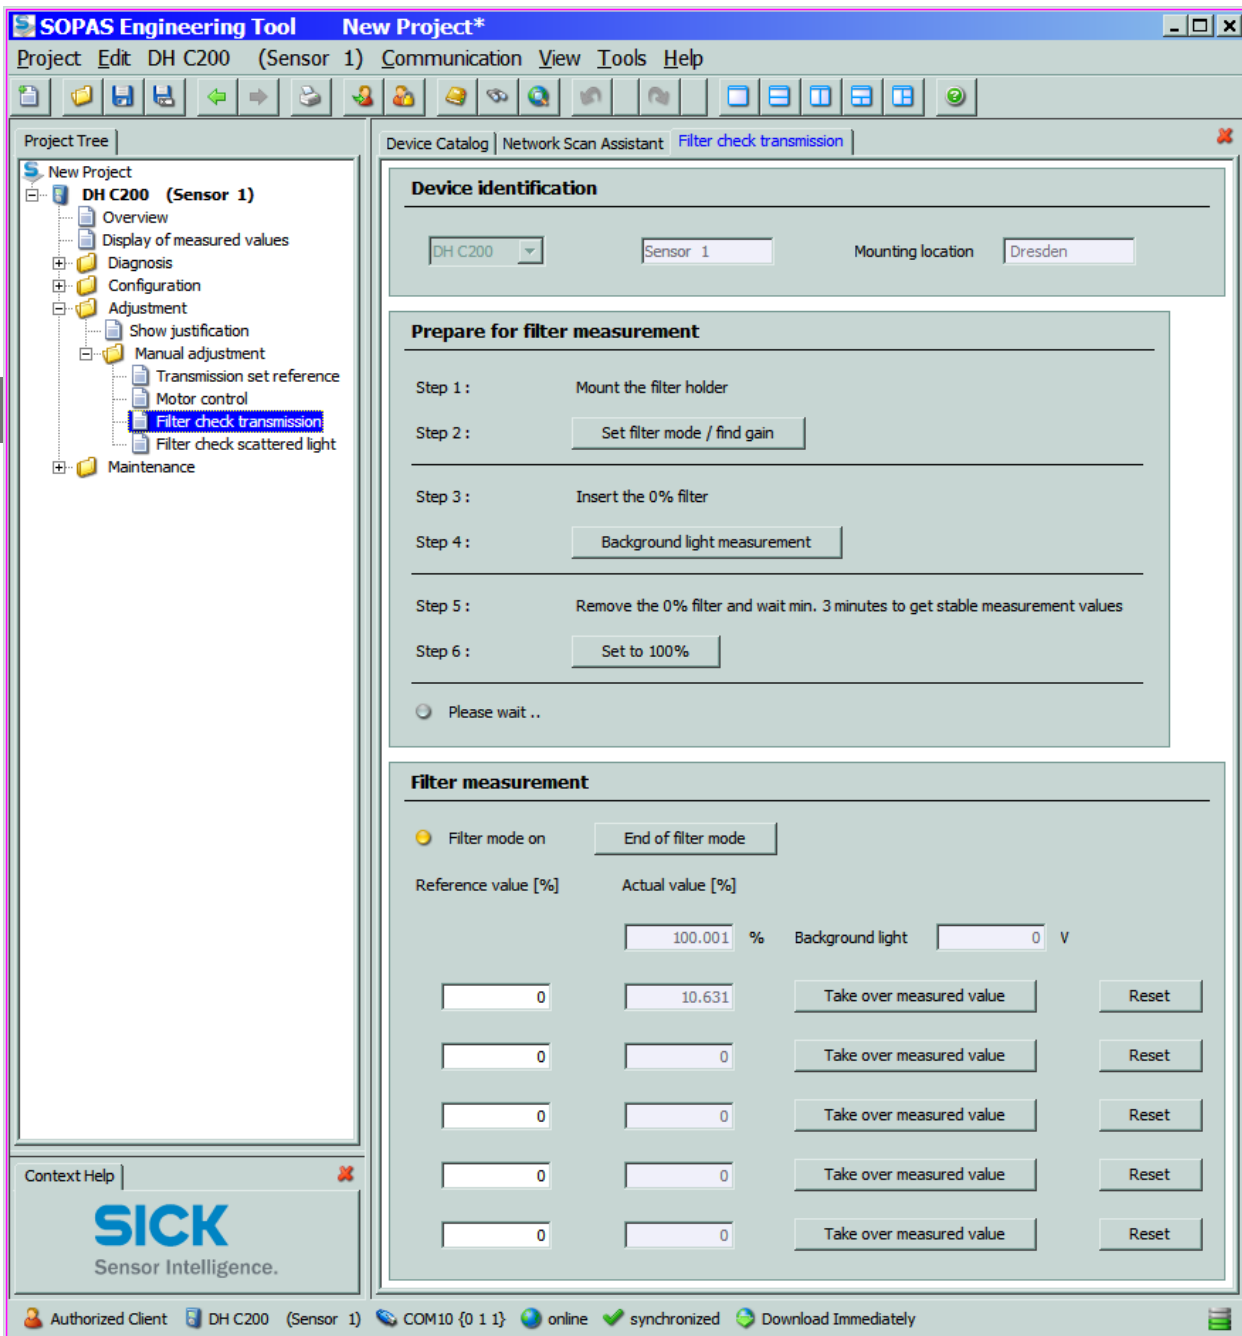 SOPAS Engineering Tool New Project*
Project Edit DH C200 (Sensor 1) Communication View Tools Help
Project Tree
New Project
DH C200 (Sensor 1)
Overview
Display of measured values
Diagnosis
Configuration
Adjustment
Show justification
Manual adjustment
Transmission set reference
Motor control
Filter check transmission
Filter check scattered light
Maintenance
Device Catalog Network Scan Assistant Filter check transmission
Device identification
DH C200 Sensor 1 Mounting location Dresden
Prepare for filter measurement
Step 1 : Mount the filter holder
Step 2 : Set filter mode / find gain
Step 3 : Insert the 0% filter
Step 4 : Background light measurement
Step 5 : Remove the 0% filter and wait min. 3 minutes to get stable measurement values
Step 6 : Set to 100%
Please wait ..
Filter measurement
Filter mode on End of filter mode
Reference value [%] Actual value [%]
100.001 % Background light 0 V
0 10.631 Take over measured value Reset
0 0 Take over measured value Reset
0 0 Take over measured value Reset
0 0 Take over measured value Reset
0 0 Take over measured value Reset
Context Help
SICK
Sensor Intelligence.
Authorized Client DH C200 (Sensor 1) COM10 {0 1 1} online synchronized Download Immediately